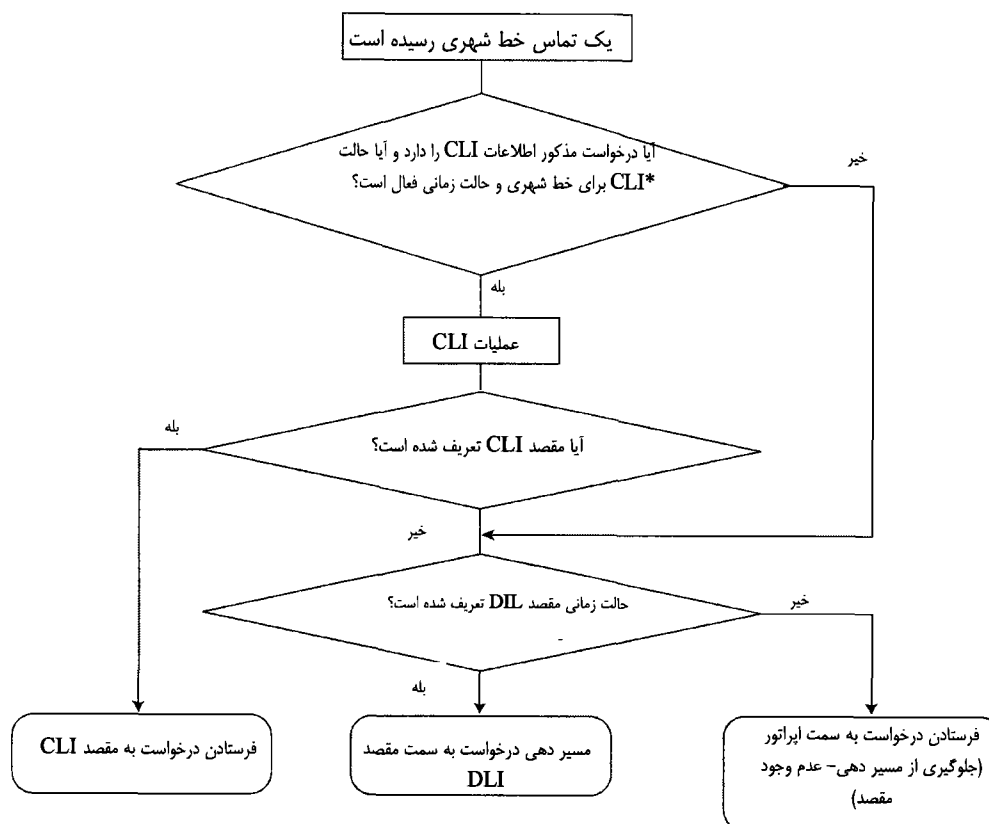 یک تماس خط شهری رسیده است
آیا درخواست مذکور اطلاعات CLI را دارد و آیا حالت
CLI* برای خط شهری و حالت زمانی فعال است؟
خیر
بله
عملیات CLI
بله
آیا مقصد CLI تعریف شده است؟
خیر
حالت زمانی مقصد DIL تعریف شده است؟
خیر
بله
فرستادن درخواست به سمت اپراتور
(جلوگیری از مسیر دهی- عدم وجود
مقصد)
مسیر دهی درخواست به سمت مقصد
DLI
فرستادن درخواست به مقصد CLI